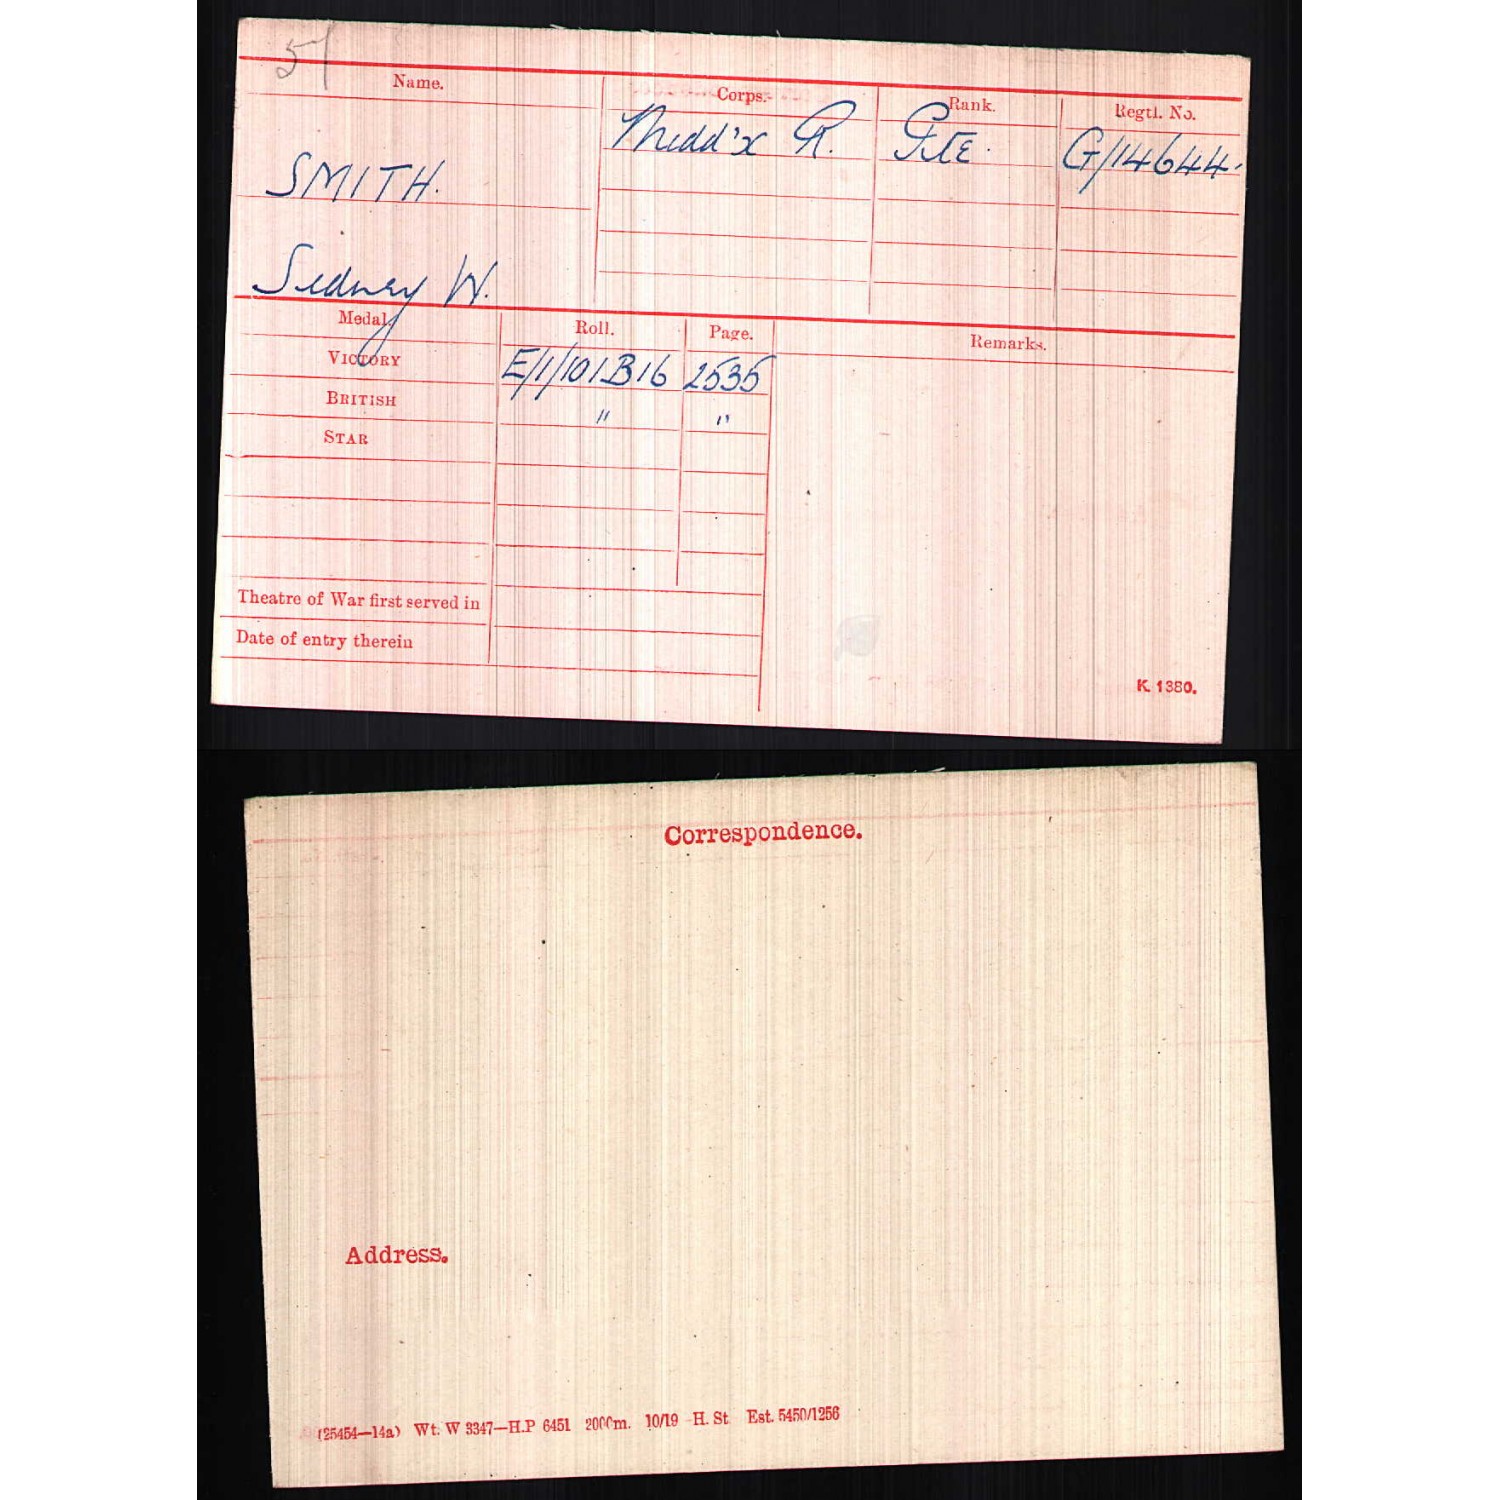 57
Name. Corps. Rank. Regtl. No.
Midd'x R. PTE. G/14644.
SMITH.
Sidney W.
Medal Roll. Page. Remarks.
VICTORY E/1/101B16 2535
BRITISH " "
STAR
Theatre of War first served in
Date of entry therein
K. 1380.
Correspondence.
Address.
(25454—14a) Wt. W 3347—H.P 6451 2000m. 10/19 H. St Est. 5450/1256